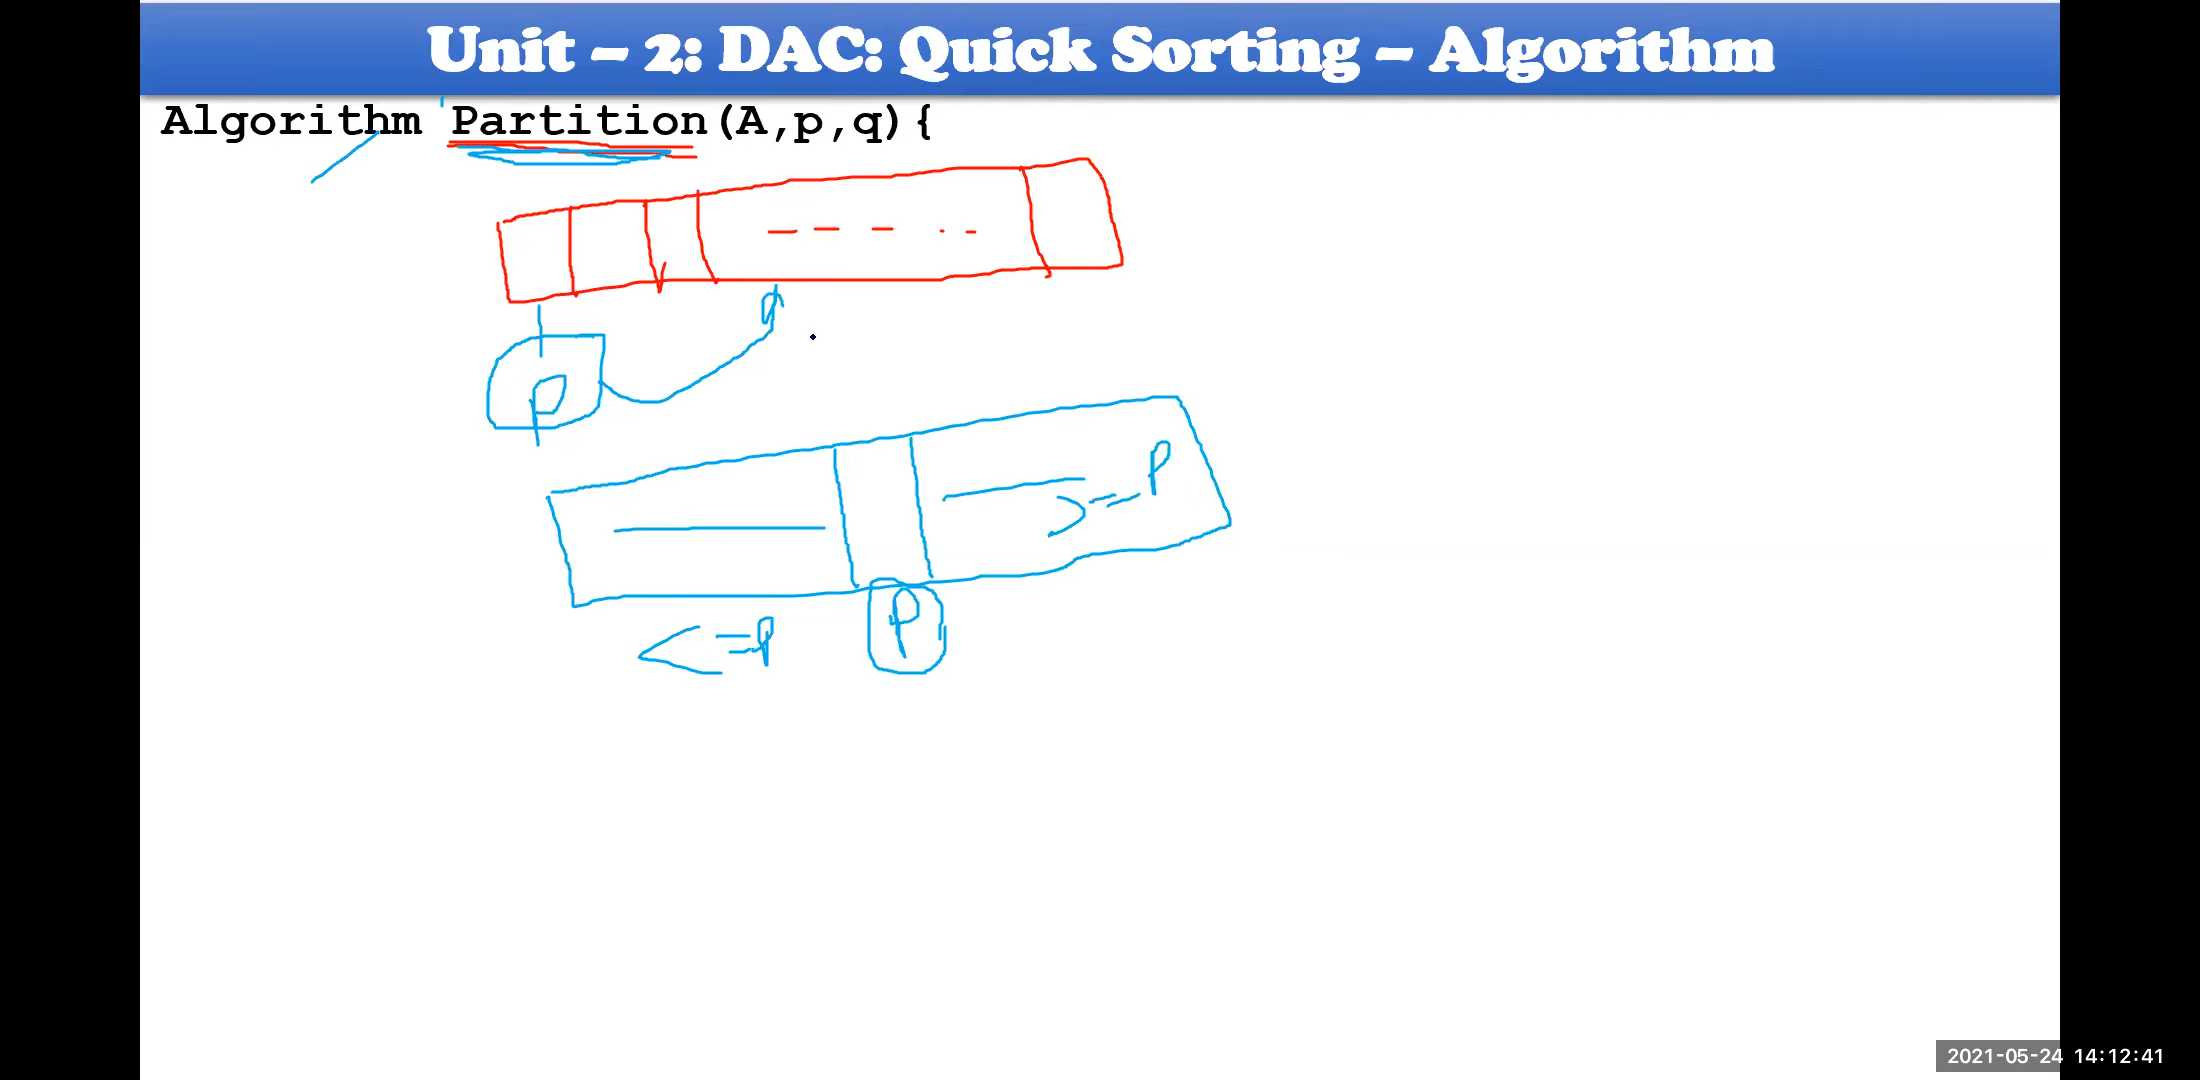 Unit – 2: DAC: Quick Sorting – Algorithm
Algorithm Partition(A,p,q){
P
>= P
<= P
P
2021-05-24 14:12:41